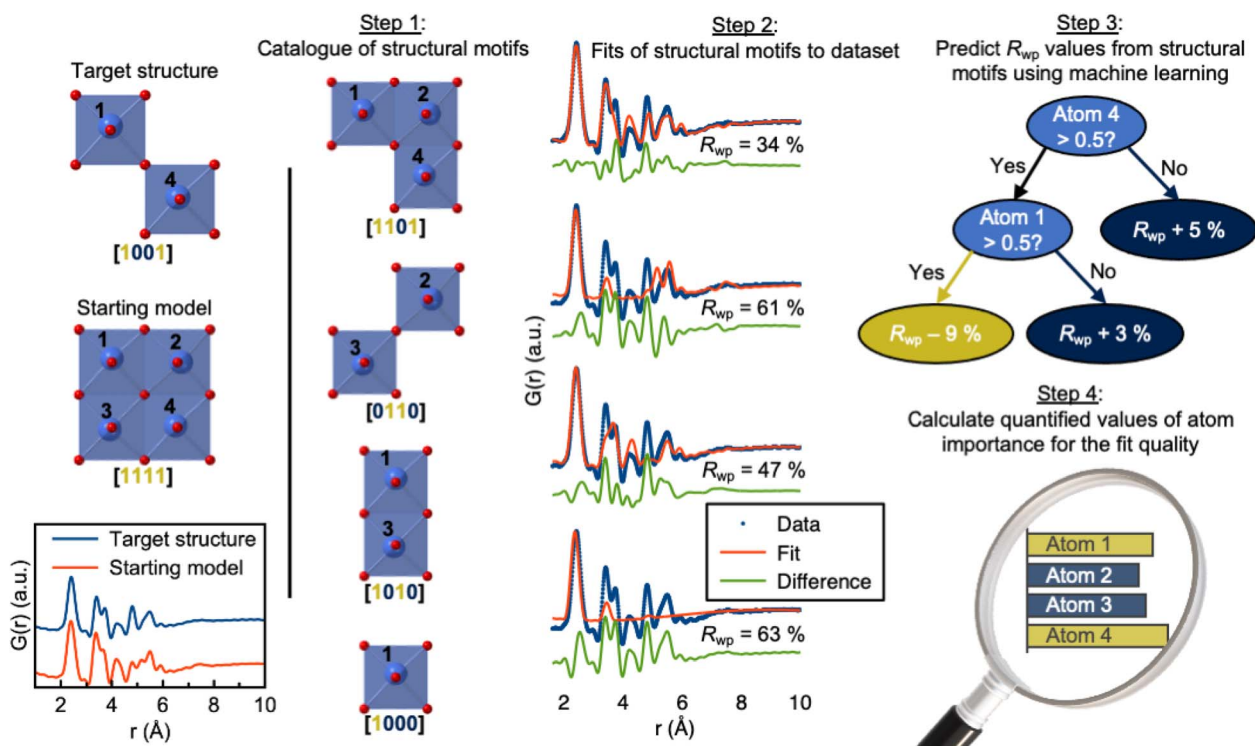 Target structure
1
4
[1001]
Starting model
1
2
3
4
[1111]
G(r) (a.u.)
Target structure
Starting model
2
4
6
8
10
r (Å)
Step 1:
Catalogue of structural motifs
1
2
4
[1101]
2
3
[0110]
1
3
[1010]
1
[1000]
Step 2:
Fits of structural motifs to dataset
G(r) (a.u.)
Rwp = 34 %
Rwp = 61 %
Rwp = 47 %
Data
Fit
Difference
Rwp = 63 %
2
4
6
8
10
r (Å)
Step 3:
Predict Rwp values from structural
motifs using machine learning
Atom 4
> 0.5?
Yes
No
Atom 1
> 0.5?
Rwp + 5 %
Yes
No
Rwp – 9 %
Rwp + 3 %
Step 4:
Calculate quantified values of atom
importance for the fit quality
Atom 1
Atom 2
Atom 3
Atom 4